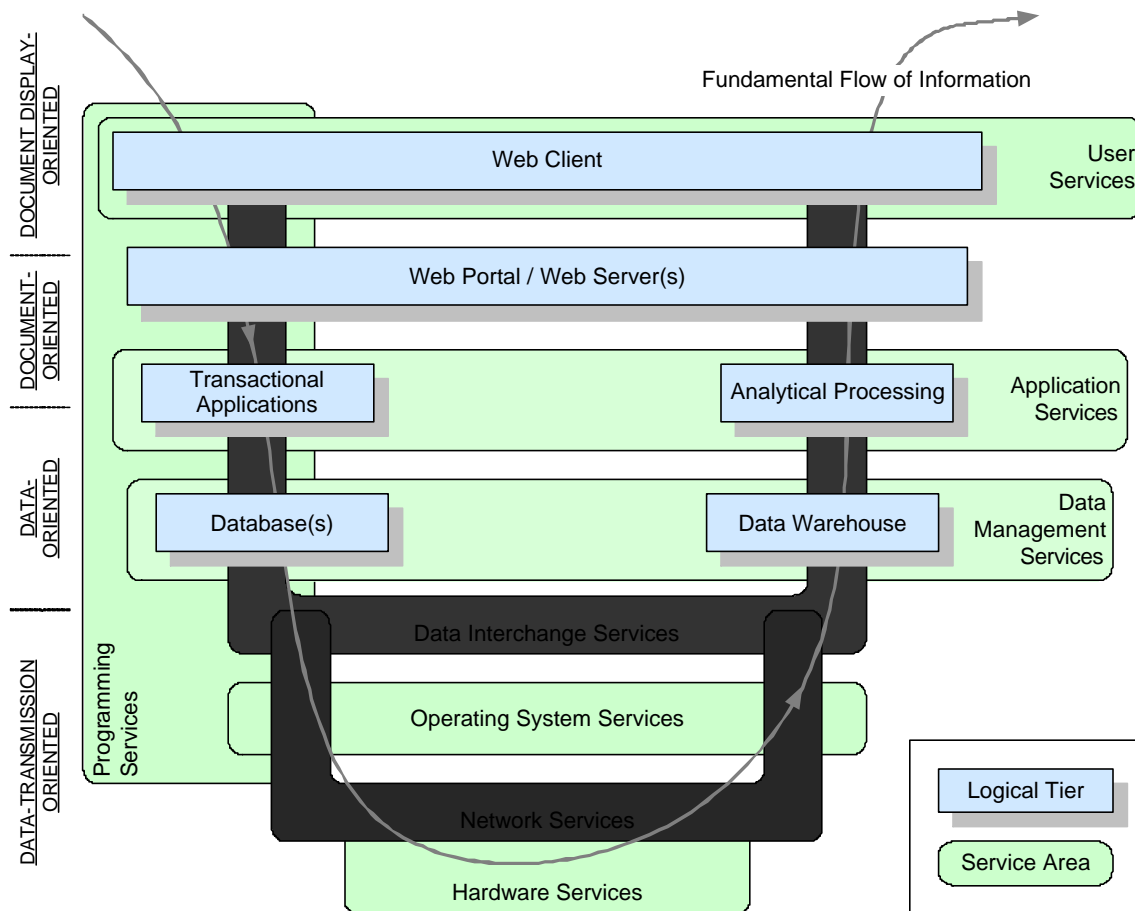 Fundamental Flow of Information
DOCUMENT DISPLAY-
ORIENTED
Web Client
User
Services
DOCUMENT-
ORIENTED
Web Portal / Web Server(s)
Transactional
Applications
Analytical Processing
Application
Services
DATA-
ORIENTED
Database(s)
Data Warehouse
Data
Management
Services
DATA-TRANSMISSION
ORIENTED
Programming
Services
Data Interchange Services
Operating System Services
Network Services
Hardware Services
Logical Tier
Service Area